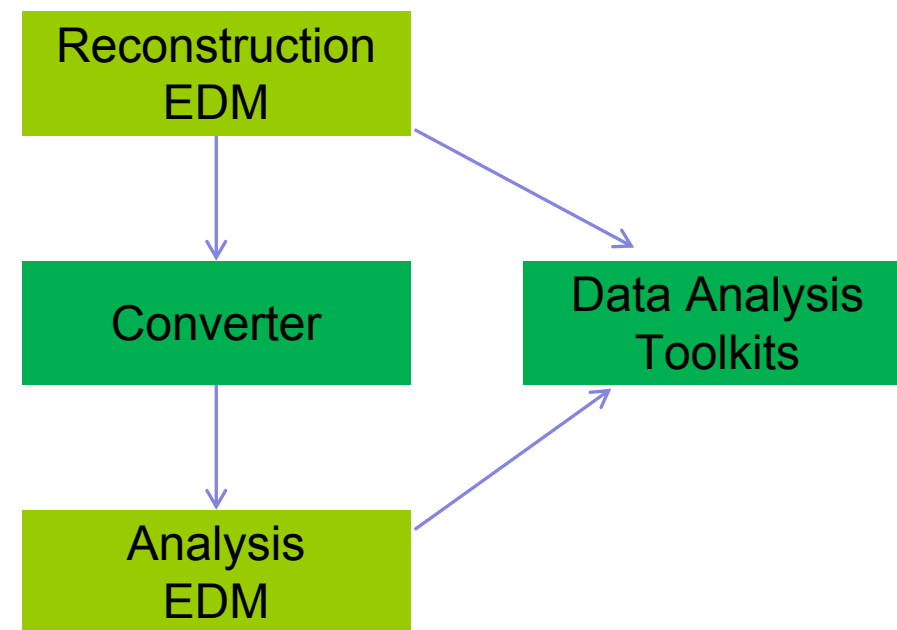 Reconstruction
EDM
Converter
Data Analysis
Toolkits
Analysis
EDM